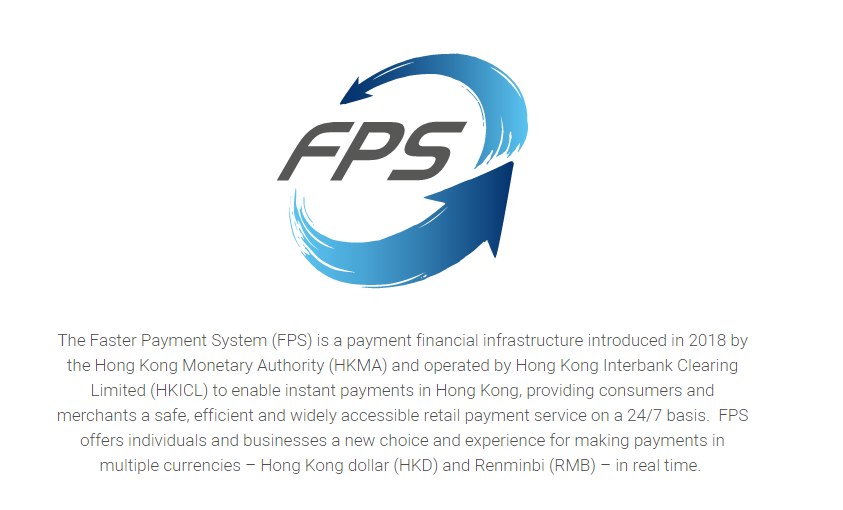 FPS
The Faster Payment System (FPS) is a payment financial infrastructure introduced in 2018 by
the Hong Kong Monetary Authority (HKMA) and operated by Hong Kong Interbank Clearing
Limited (HKICL) to enable instant payments in Hong Kong, providing consumers and
merchants a safe, efficient and widely accessible retail payment service on a 24/7 basis.  FPS
offers individuals and businesses a new choice and experience for making payments in
multiple currencies – Hong Kong dollar (HKD) and Renminbi (RMB) – in real time.